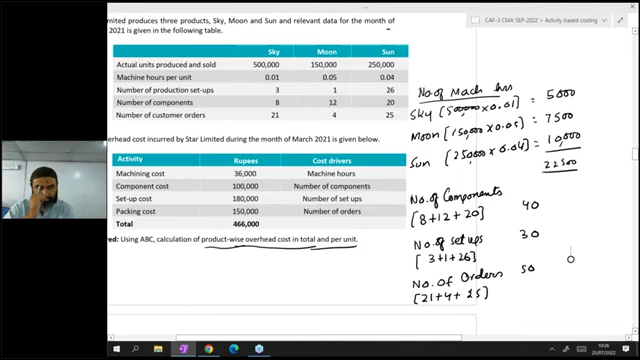 CAF-3 CMA SEP-2022
Activity based costing
imited produces three products, Sky, Moon and Sun and relevant data for the month of
2021 is given in the following table.
Sky Moon Sun
Actual units produced and sold 500,000 150,000 250,000
Machine hours per unit 0.01 0.05 0.04
Number of production set-ups 3 1 26
Number of components 8 12 20
Number of customer orders 21 4 25
verhead cost incurred by Star Limited during the month of March 2021 is given below.
Activity Rupees Cost drivers
Machining cost 36,000 Machine hours
Component cost 100,000 Number of components
Set-up cost 180,000 Number of set ups
Packing cost 150,000 Number of orders
Total 466,000
ired: Using ABC, calculation of product-wise overhead cost in total and per unit.
No. of Mach hrs
Sky [500,000 x 0.01] = 5000
Moon [150,000 x 0.05] = 7500
Sun [250,000 x 0.04] = 10,000
22500
No. of Components
[8+12+20] 40
No. of set ups 30
[3+1+26]
No. of Orders 50
[21+4+25]
10:26
25/07/2022